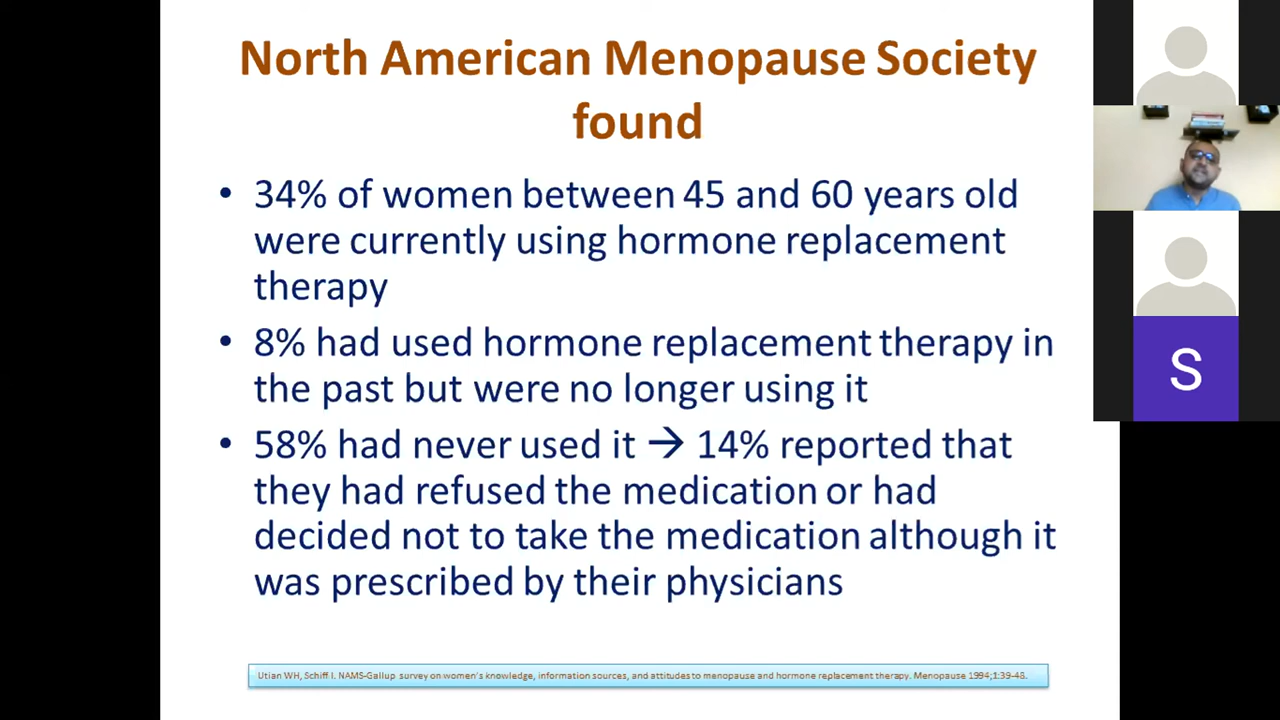 North American Menopause Society
found
• 34% of women between 45 and 60 years old
were currently using hormone replacement
therapy
• 8% had used hormone replacement therapy in
the past but were no longer using it
• 58% had never used it → 14% reported that
they had refused the medication or had
decided not to take the medication although it
was prescribed by their physicians
Utian WH, Schiff I. NAMS-Gallup survey on women's knowledge, information sources, and attitudes to menopause and hormone replacement therapy. Menopause 1994;1:39-48.
S